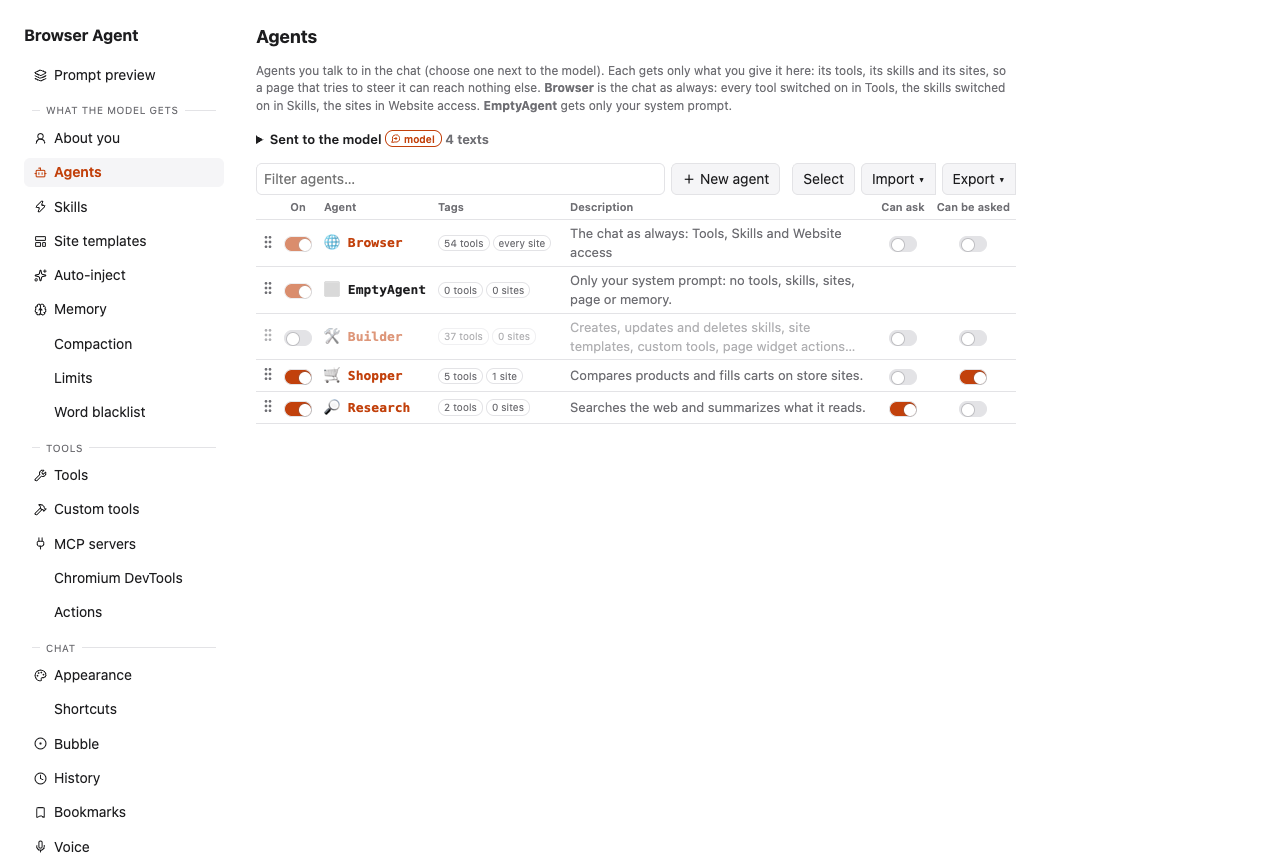 Browser Agent
Prompt preview
WHAT THE MODEL GETS
About you
Agents
Skills
Site templates
Auto-inject
Memory
Compaction
Limits
Word blacklist
TOOLS
Tools
Custom tools
MCP servers
Chromium DevTools
Actions
CHAT
Appearance
Shortcuts
Bubble
History
Bookmarks
Voice
Agents
Agents you talk to in the chat (choose one next to the model). Each gets only what you give it here: its tools, its skills and its sites, so
a page that tries to steer it can reach nothing else. Browser is the chat as always: every tool switched on in Tools, the skills switched
on in Skills, the sites in Website access. EmptyAgent gets only your system prompt.
Sent to the model model 4 texts
Filter agents...
+ New agent Select Import Export
On Agent Tags Description Can ask Can be asked
Browser 54 tools every site The chat as always: Tools, Skills and Website
access
EmptyAgent 0 tools 0 sites Only your system prompt: no tools, skills, sites,
page or memory.
Builder 37 tools 0 sites Creates, updates and deletes skills, site
templates, custom tools, page widget actions...
Shopper 5 tools 1 site Compares products and fills carts on store sites.
Research 2 tools 0 sites Searches the web and summarizes what it reads.